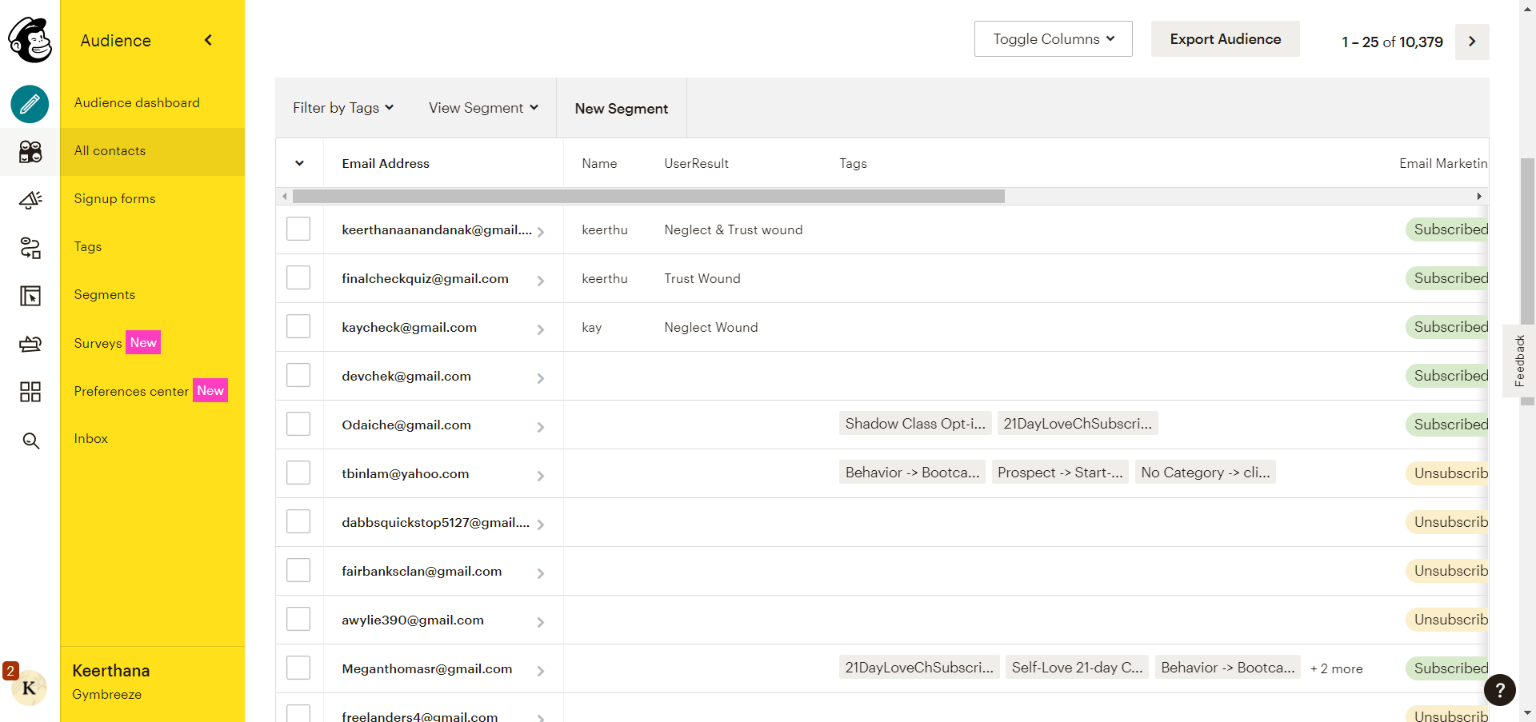 Audience
Toggle Columns
Export Audience
1 – 25 of 10,379
Audience dashboard
All contacts
Signup forms
Tags
Segments
Surveys New
Preferences center New
Inbox
Keerthana
Gymbreeze
2
K
Filter by Tags
View Segment
New Segment
Email Address
Name
UserResult
Tags
Email Marketin
keerthanaanandanak@gmail.... keerthu Neglect & Trust wound Subscribed
finalcheckquiz@gmail.com keerthu Trust Wound Subscribed
kaycheck@gmail.com kay Neglect Wound Subscribed
devchek@gmail.com Subscribed
Odaiche@gmail.com Shadow Class Opt-i... 21DayLoveChSubscri... Subscribed
tbinlam@yahoo.com Behavior -> Bootca... Prospect -> Start-... No Category -> cli... Unsubscrib
dabbsquickstop5127@gmail.... Unsubscrib
fairbanksclan@gmail.com Unsubscrib
awylie390@gmail.com Unsubscrib
Meganthomasr@gmail.com 21DayLoveChSubscri... Self-Love 21-day C... Behavior -> Bootca... + 2 more Subscribed
freelanders4@gmail.com Unsubscrib
Feedback
?